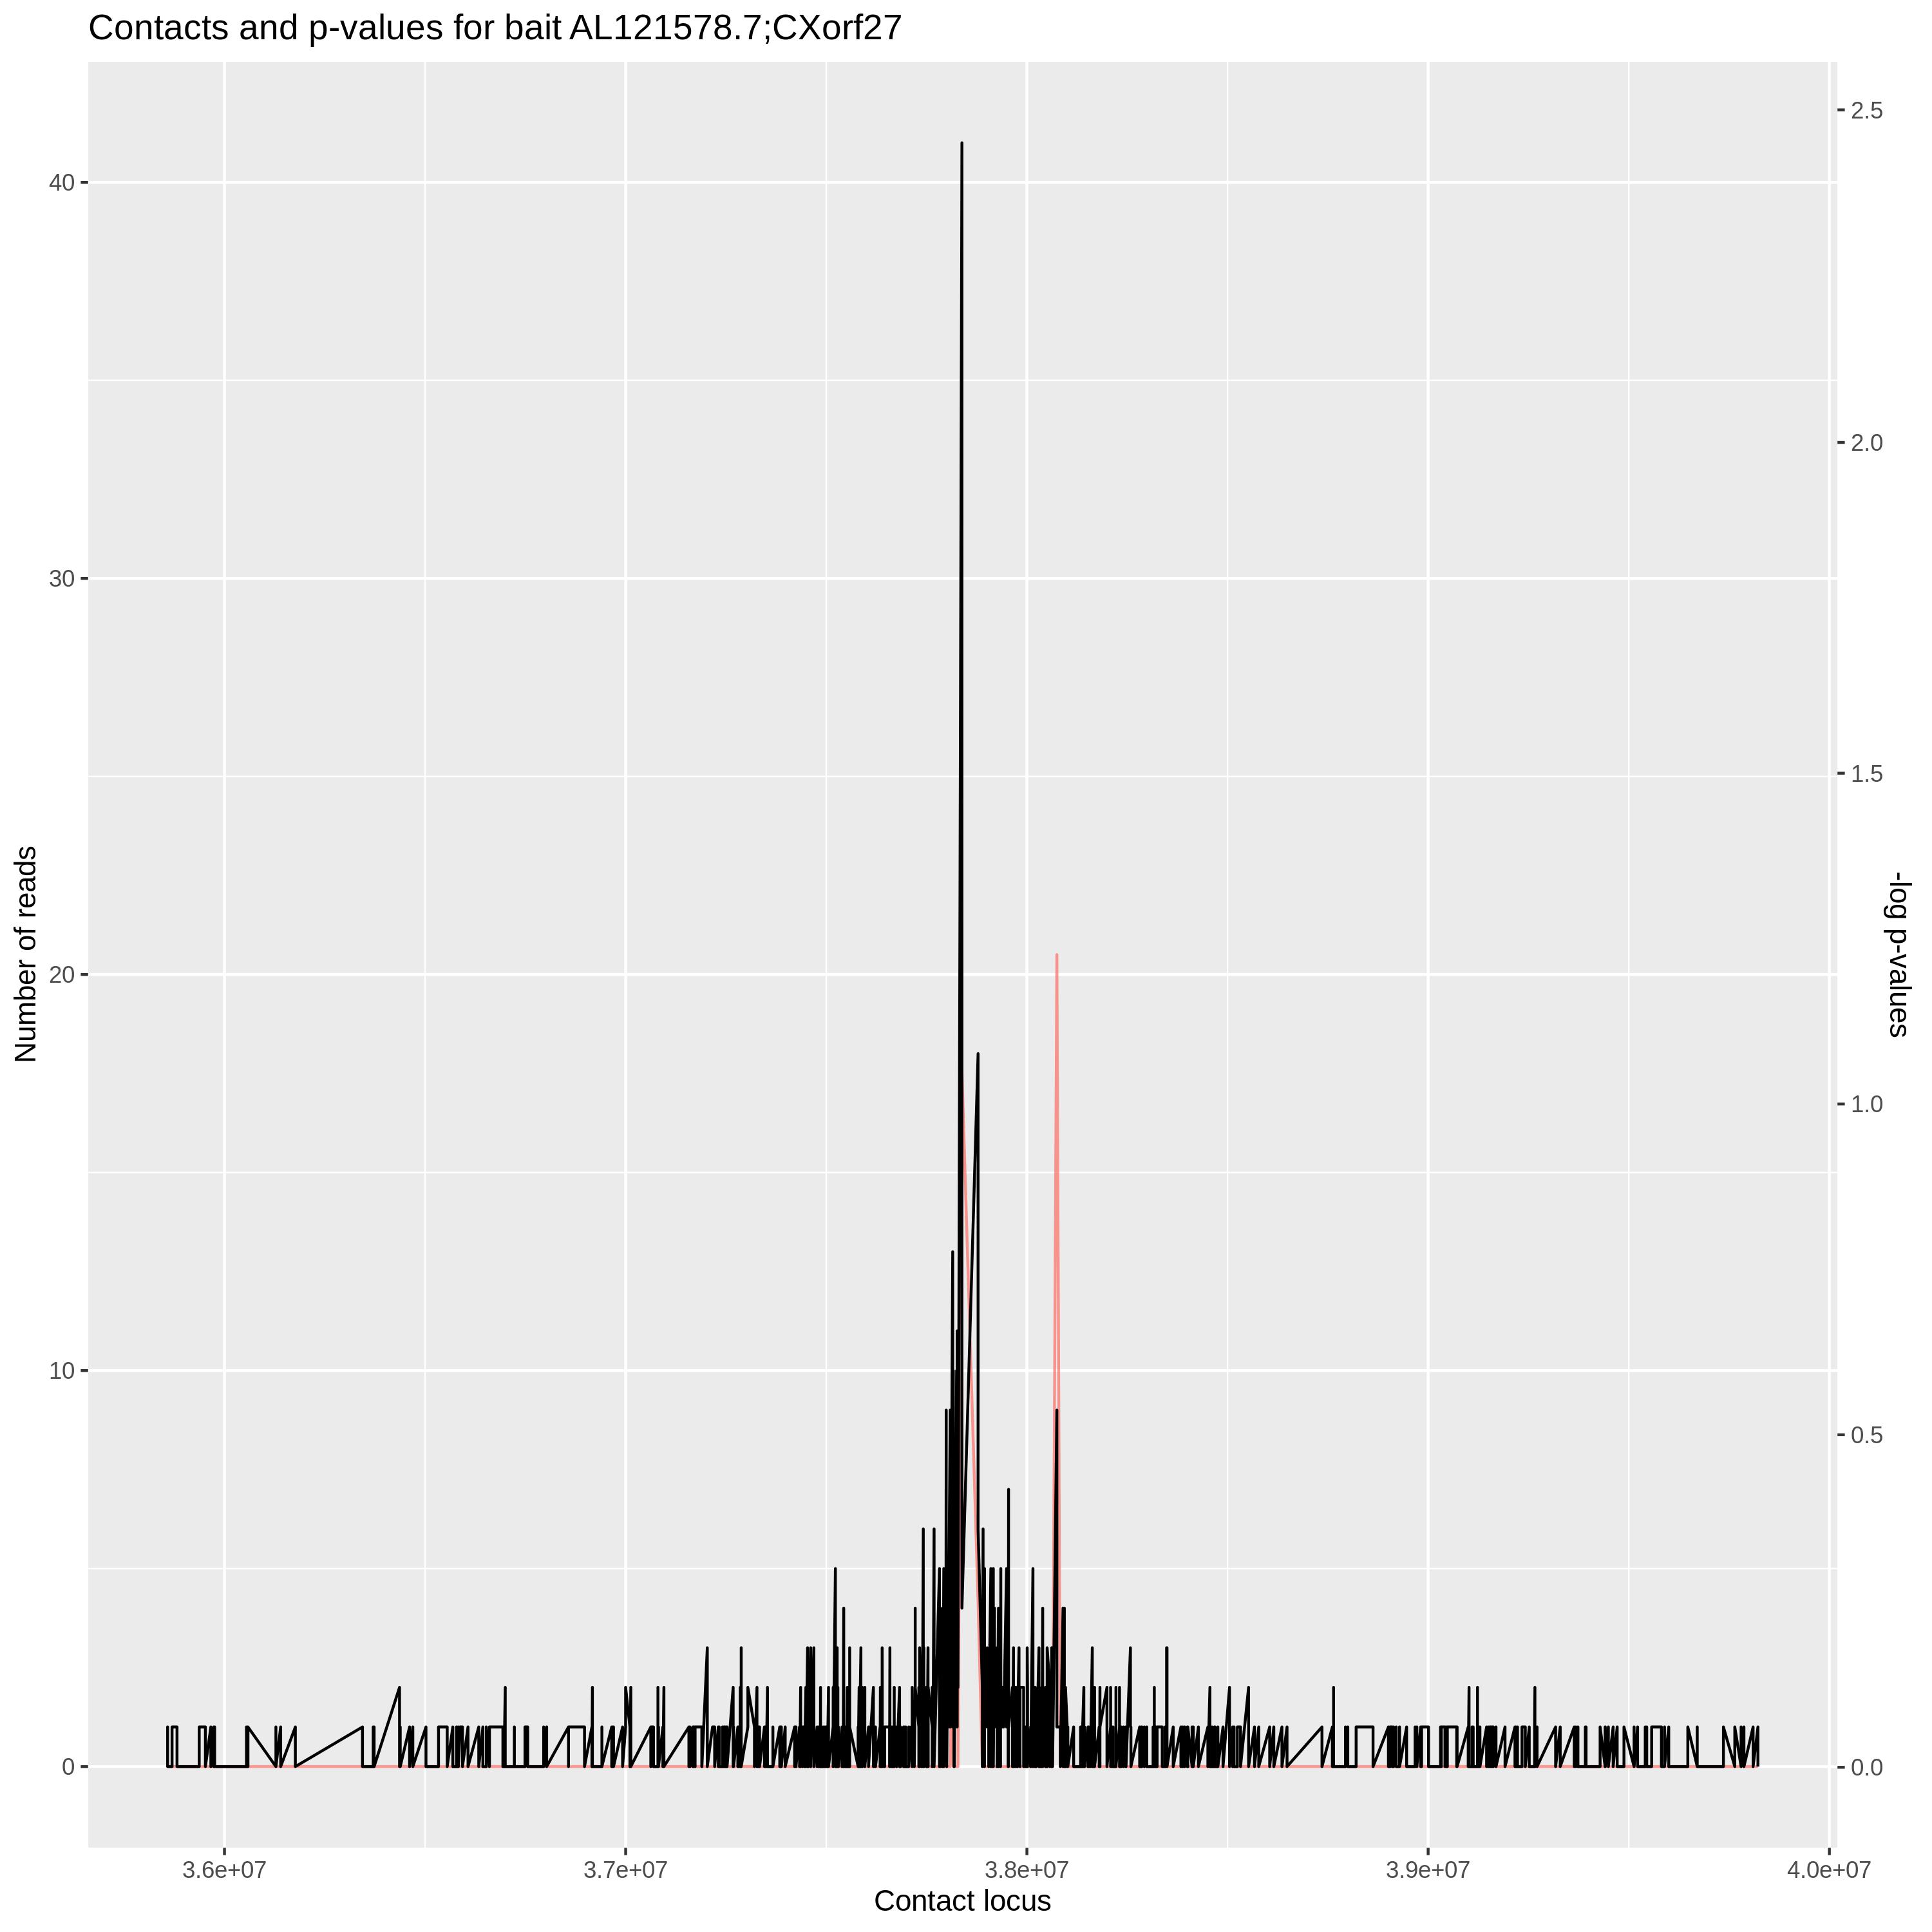 Contacts and p-values for bait AL121578.7;CXorf27
Number of reads
40
30
20
10
0
2.5
2.0
1.5
1.0
0.5
0.0
-log p-values
3.6e+07
3.7e+07
3.8e+07
3.9e+07
4.0e+07
Contact locus